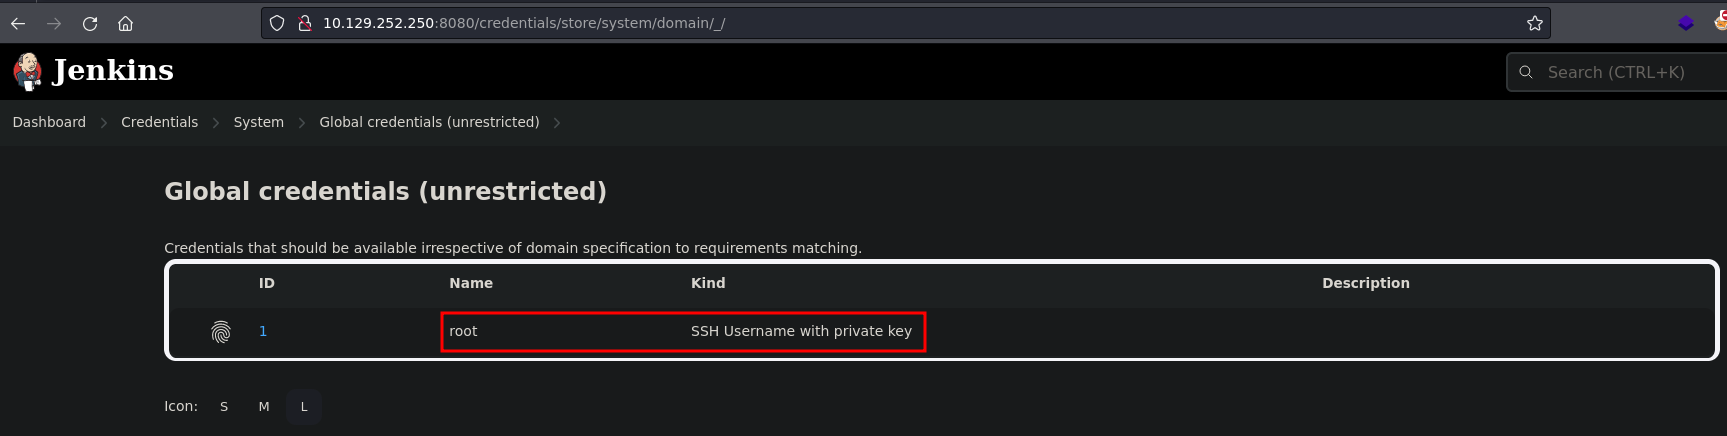 10.129.252.250:8080/credentials/store/system/domain/_/
Jenkins
Search (CTRL+K)
Dashboard Credentials System Global credentials (unrestricted)
Global credentials (unrestricted)
Credentials that should be available irrespective of domain specification to requirements matching.
ID Name Kind Description
1 root SSH Username with private key
Icon: S M L